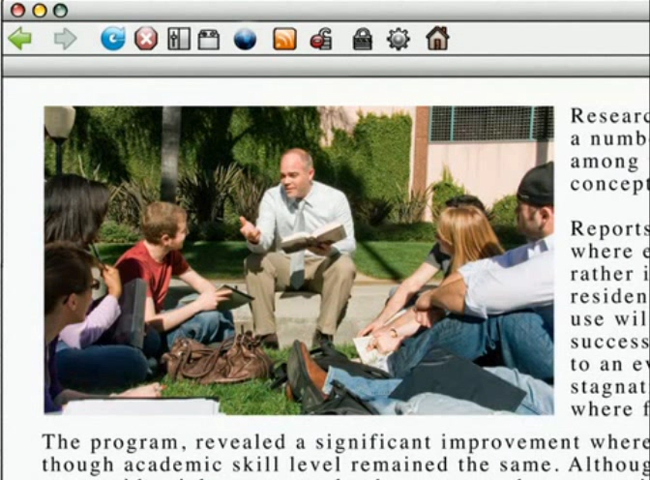 Researc
a numb
among
concept
Reports
where e
rather i
residen
use wil
success
to an ev
stagnat
where f
The program, revealed a significant improvement where
though academic skill level remained the same. Althoug